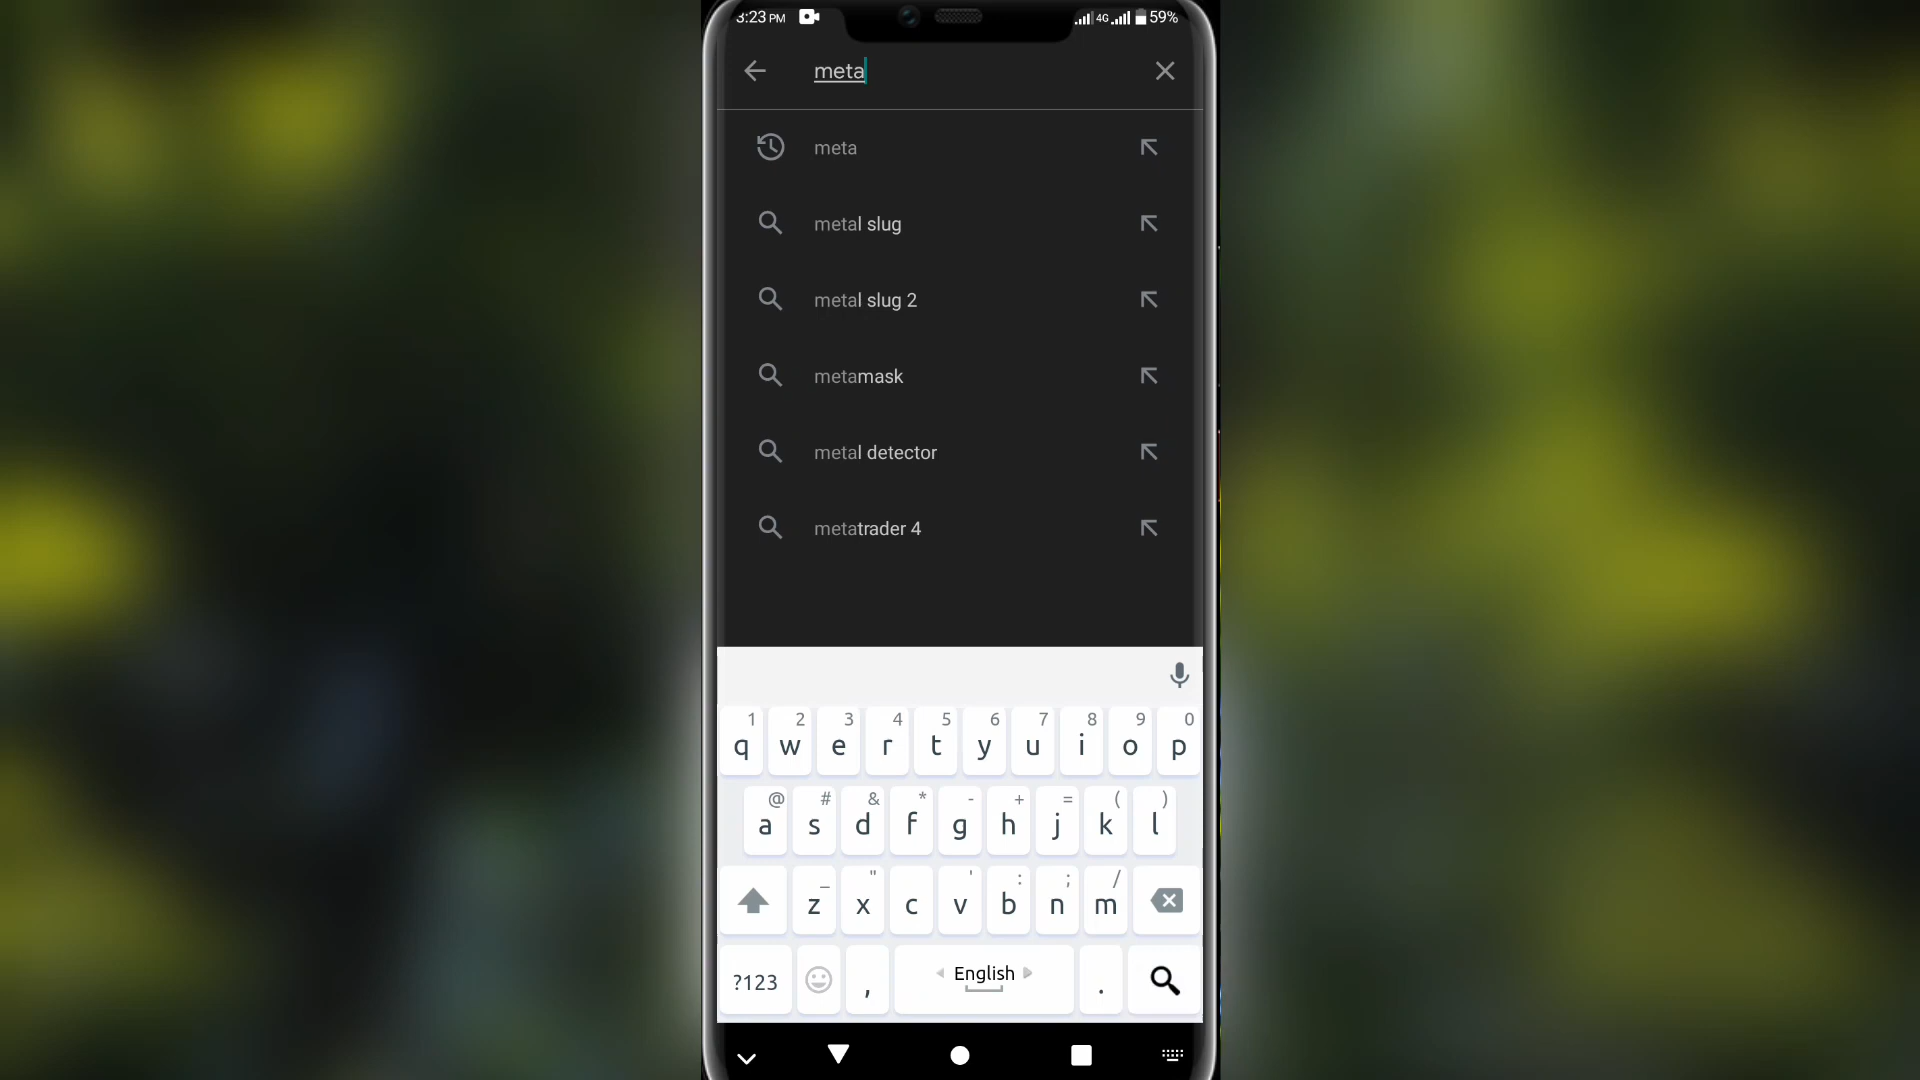 3:23 PM 4G 59%
meta
meta
metal slug
metal slug 2
metamask
metal detector
metatrader 4
1 2 3 4 5 6 7 8 9 0
q w e r t y u i o p
@ # & * - + = ( )
a s d f g h j k l
_ " ' : ; /
z x c v b n m
?123 , English .